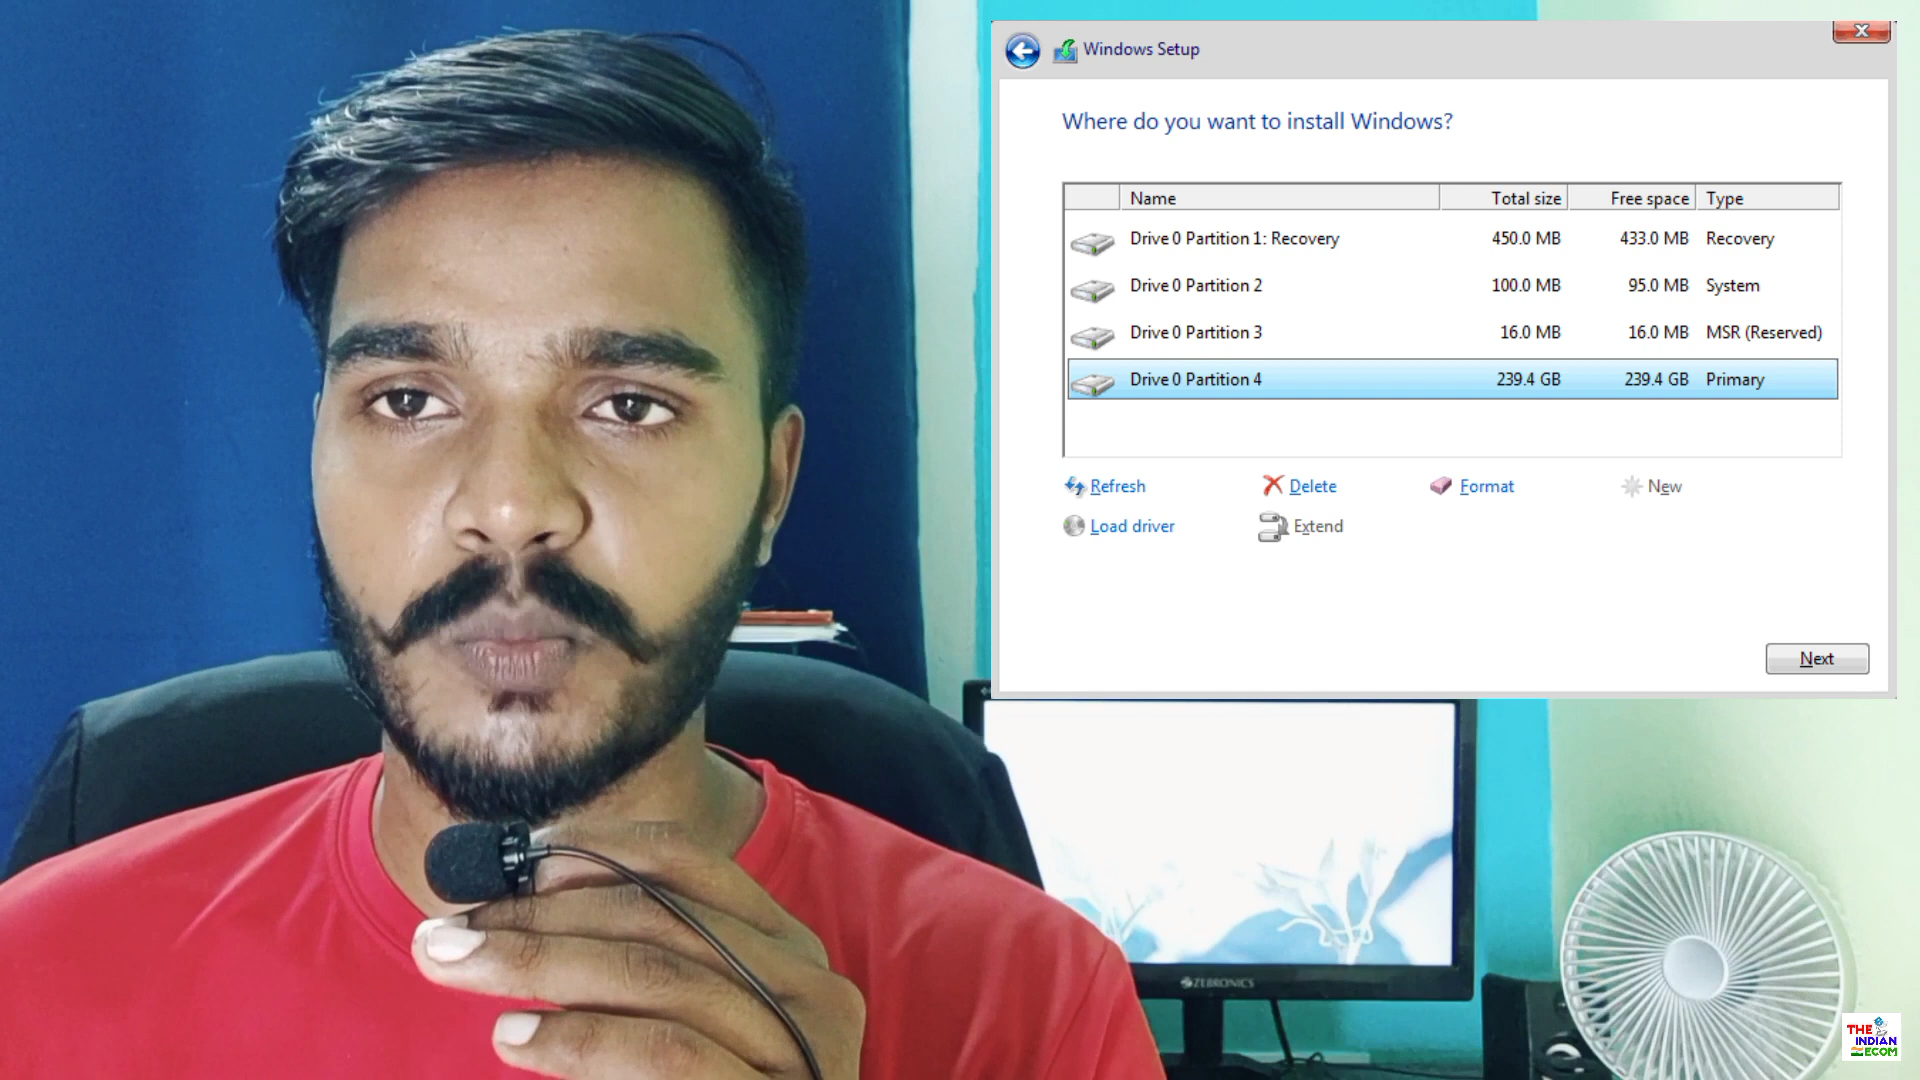 Windows Setup
Where do you want to install Windows?
Name Total size Free space Type
Drive 0 Partition 1: Recovery 450.0 MB 433.0 MB Recovery
Drive 0 Partition 2 100.0 MB 95.0 MB System
Drive 0 Partition 3 16.0 MB 16.0 MB MSR (Reserved)
Drive 0 Partition 4 239.4 GB 239.4 GB Primary
Refresh Delete Format New
Load driver Extend
Next
ZEBRONICS
THE
INDIAN
ECOM